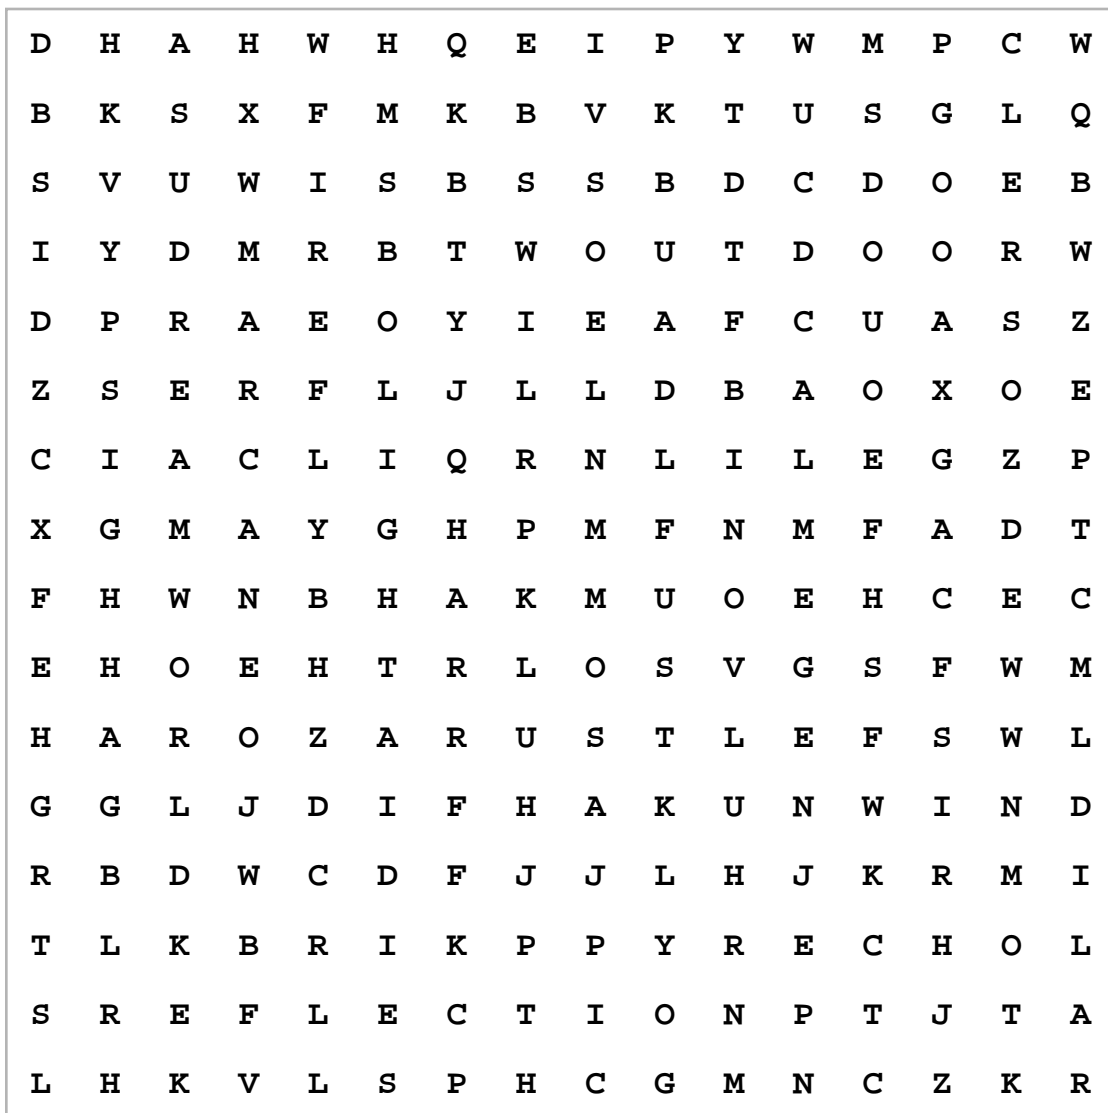 D H A H W H Q E I P Y W M P C W
B K S X F M K B V K T U S G L Q
S V U W I S B S S B D C D O E B
I Y D M R B T W O U T D O O R W
D P R A E O Y I E A F C U A S Z
Z S E R F L J L L D B A O X O E
C I A C L I Q R N L I L E G Z P
X G M A Y G H P M F N M F A D T
F H W N B H A K M U O E H C E C
E H O E H T R L O S V G S F W M
H A R O Z A R U S T L E F S W L
G G L J D I F H A K U N W I N D
R B D W C D F J J L H J K R M I
T L K B R I K P P Y R E C H O L
S R E F L E C T I O N P T J T A
L H K V L S P H C G M N C Z K R